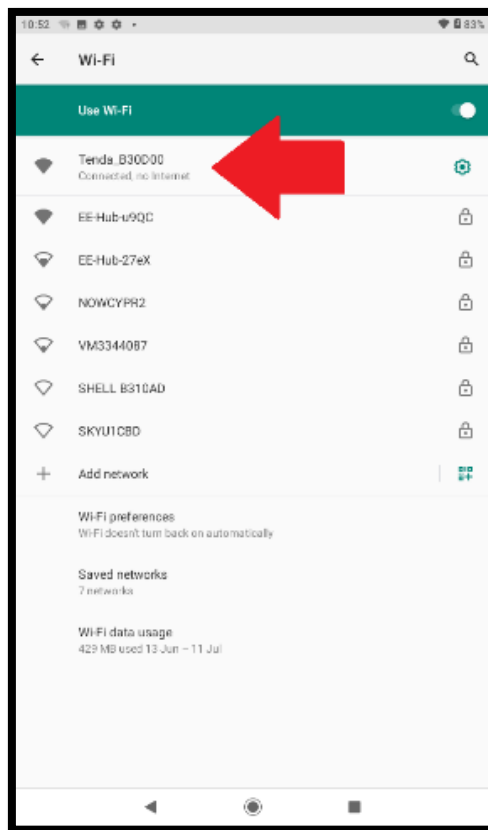 10:52
83%
Wi-Fi
Use Wi-Fi
Tenda_B30D00
Connected, no Internet
EE-Hub-u9QC
EE-Hub-27eX
NOWCYPR2
VM3344087
SHELL B310AD
SKYU1CBD
Add network
Wi-Fi preferences
Wi-Fi doesn't turn back on automatically
Saved networks
7 networks
Wi-Fi data usage
429 MB used 13 Jun – 11 Jul